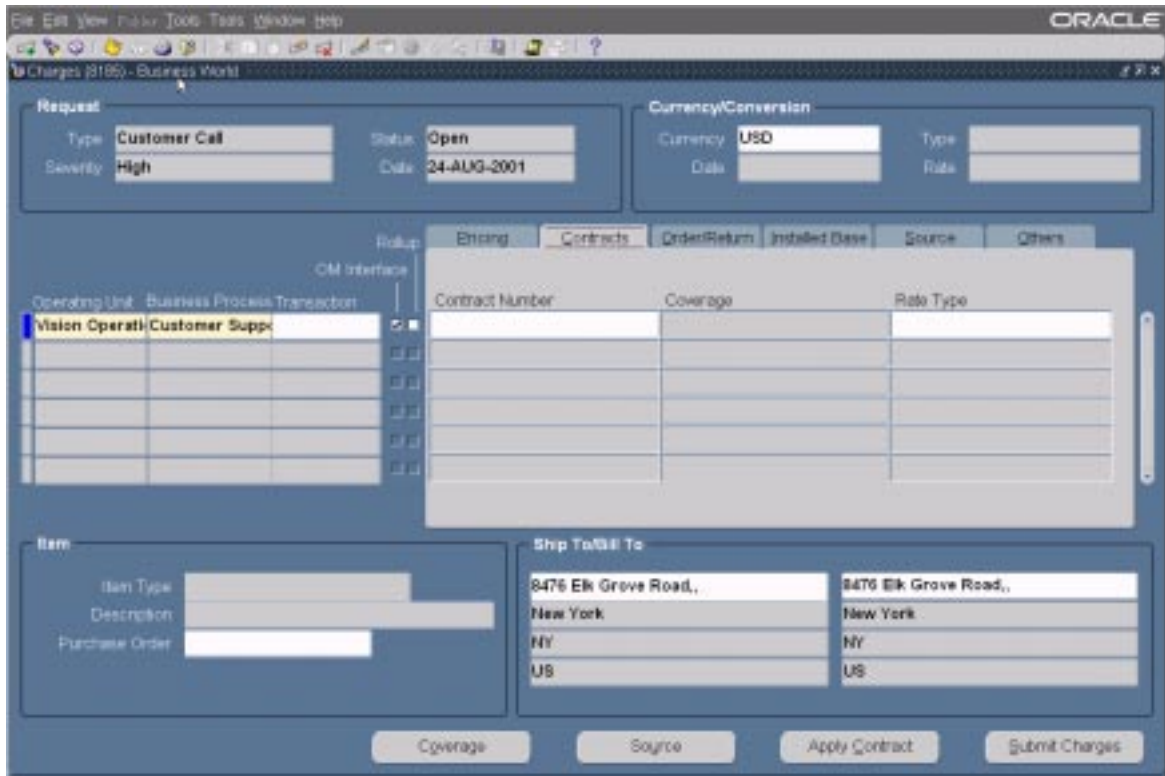 File Edit View Folder Tools Window Help
ORACLE
Charges (8185) - Business World
Request
Currency/Conversion
Type Customer Call Status Open Currency USD Type
Severity High Date 24-AUG-2001 Date Rate
Rollup
Pricing Contracts Order/Return Installed Base Source Others
OM Interface
Operating Unit Business Process Transaction Contract Number Coverage Rate Type
Vision Operati Customer Suppo
Item
Ship To/Bill To
Item Type
Description
Purchase Order
8476 Elk Grove Road,, 8476 Elk Grove Road,,
New York New York
NY NY
US US
Coverage Source Apply Contract Submit Charges